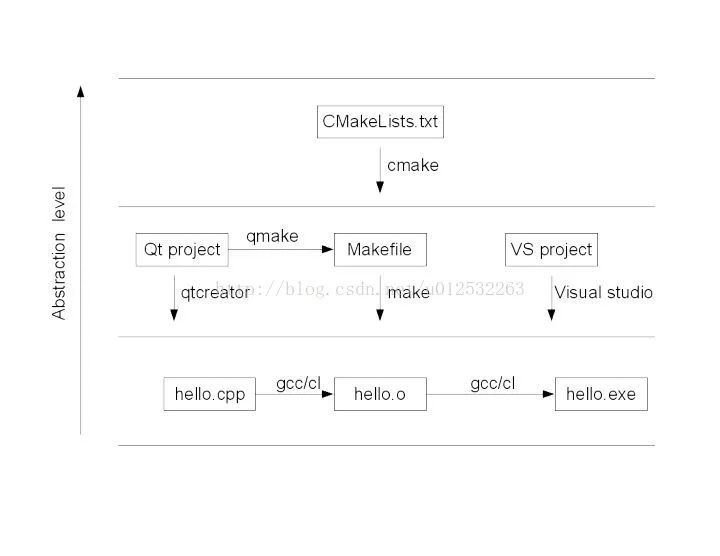 CMakeLists.txt
cmake
Abstraction level
qmake
Qt project
Makefile
VS project
http://blog.csdn.net/u012532263
qtcreator
make
Visual studio
gcc/cl
gcc/cl
hello.cpp
hello.o
hello.exe